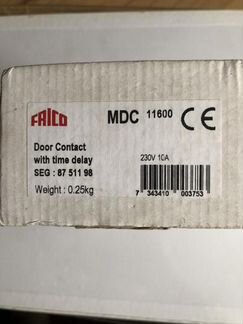 FRICO
MDC 11600 CE
Door Contact
with time delay
230V 10A
SEG : 87 511 98
Weight : 0.25kg
7 343410 003753